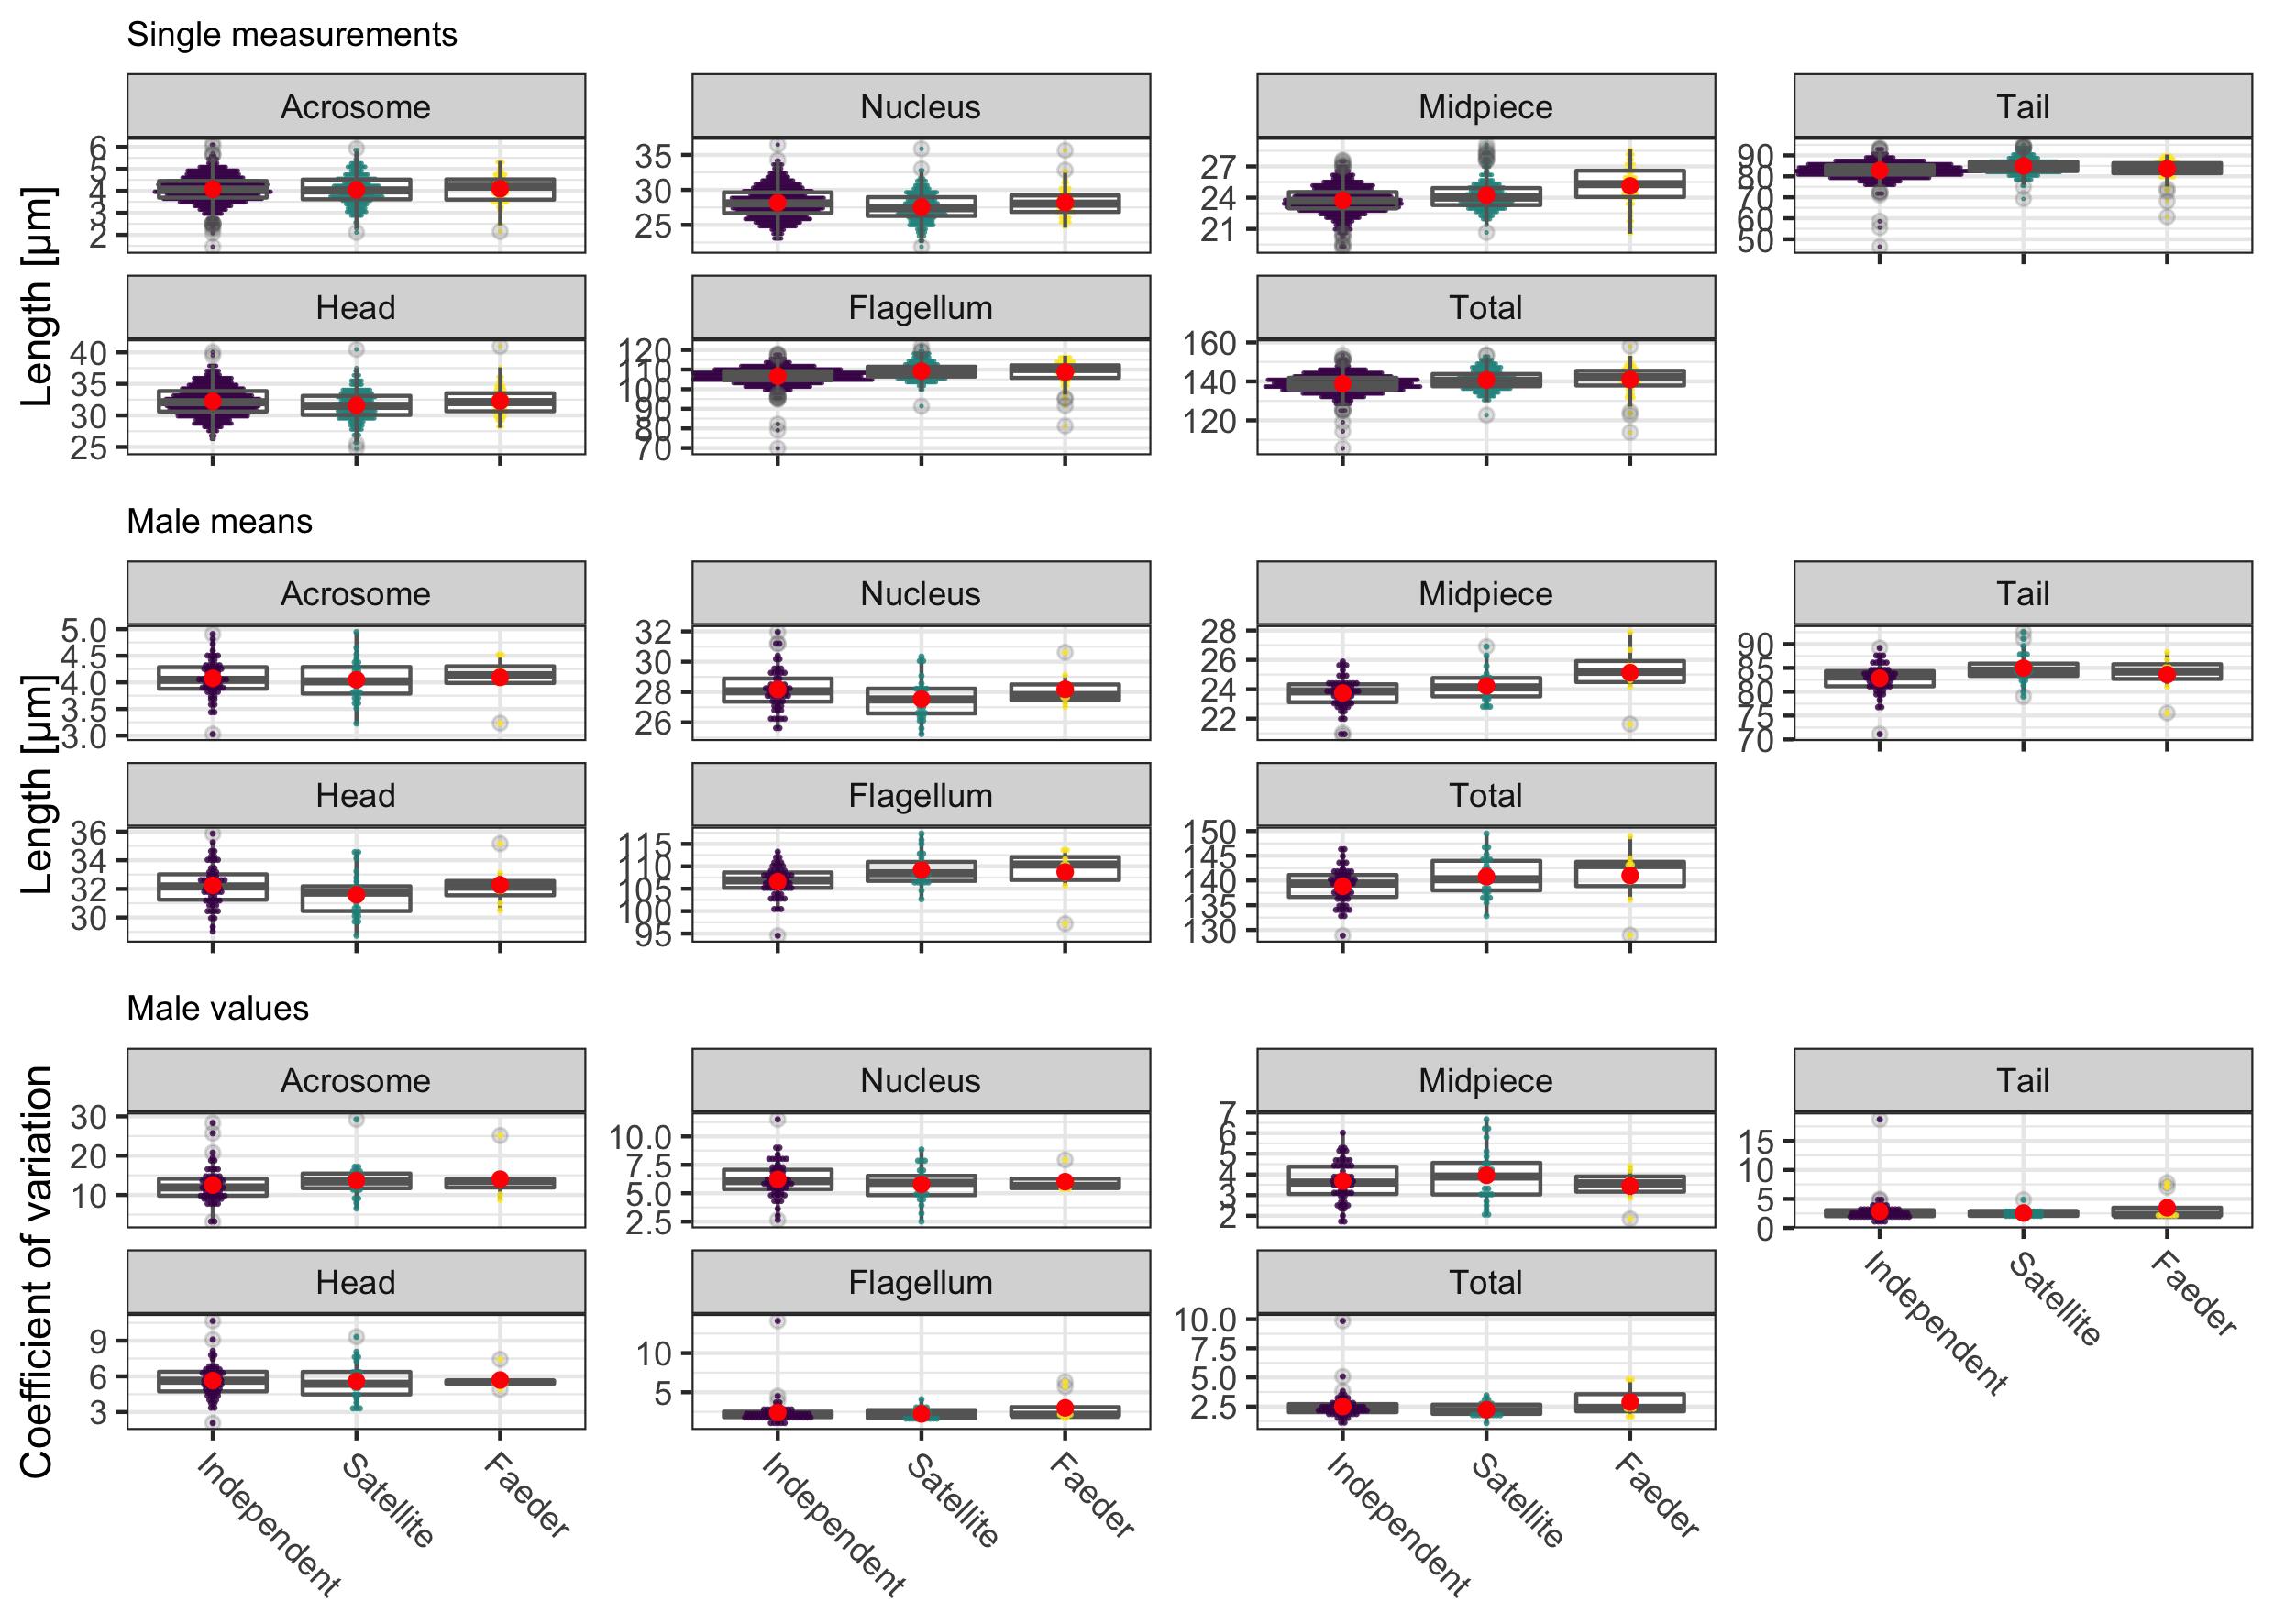 Single measurements
Acrosome
Nucleus
Midpiece
Tail
6
5
4
3
2
35
30
25
27
24
21
90
80
70
60
50
Length [µm]
Head
Flagellum
Total
40
35
30
25
120
110
100
90
80
70
160
140
120
Male means
Acrosome
Nucleus
Midpiece
Tail
5.0
4.5
4.0
3.5
3.0
32
30
28
26
28
26
24
22
90
85
80
75
70
Length [µm]
Head
Flagellum
Total
36
34
32
30
115
110
105
100
95
150
145
140
135
130
Male values
Acrosome
Nucleus
Midpiece
Tail
30
20
10
10.0
7.5
5.0
2.5
7
6
5
4
3
2
15
10
5
0
Independent
Satellite
Faeder
Coefficient of variation
Head
Flagellum
Total
9
6
3
10
5
10.0
7.5
5.0
2.5
Independent
Satellite
Faeder
Independent
Satellite
Faeder
Independent
Satellite
Faeder